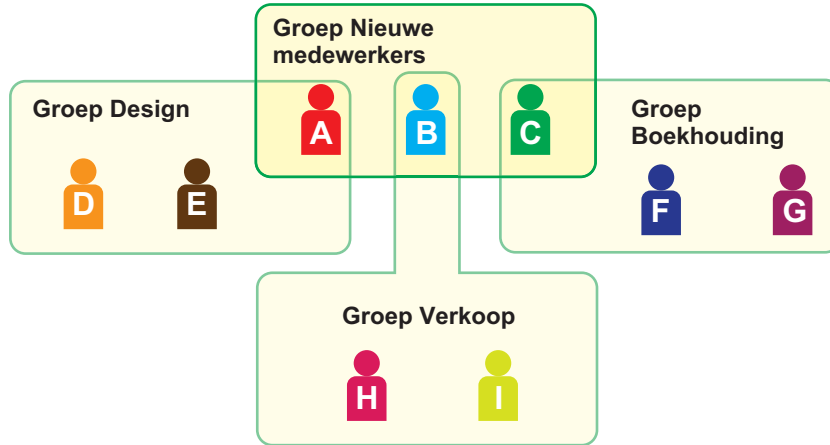 Groep Nieuwe
medewerkers
Groep Design
Groep
Boekhouding
A
B
C
D
E
F
G
Groep Verkoop
H
I